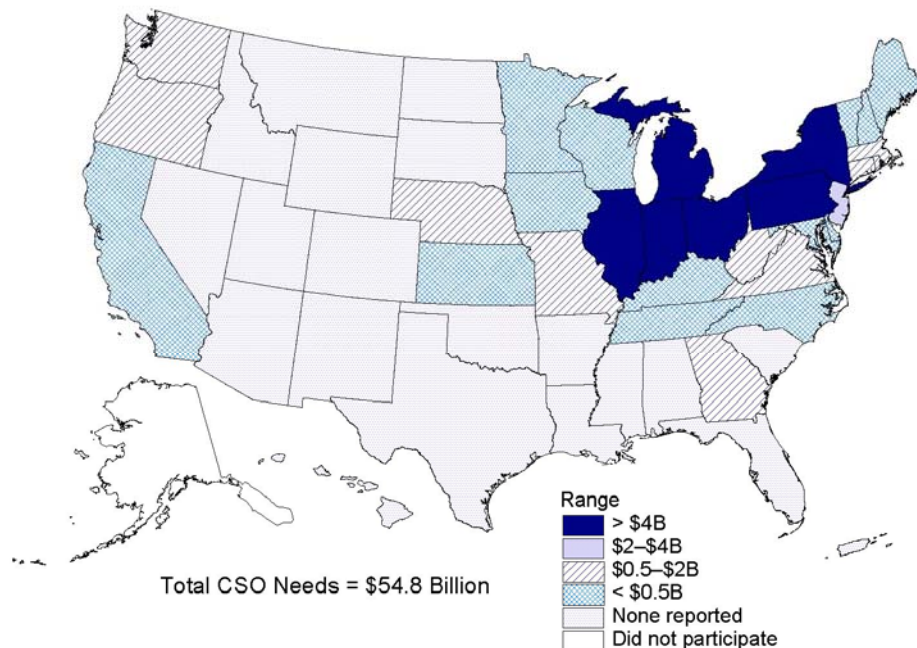 Total CSO Needs = $54.8 Billion
Range
> $4B
$2–$4B
$0.5–$2B
< $0.5B
None reported
Did not participate